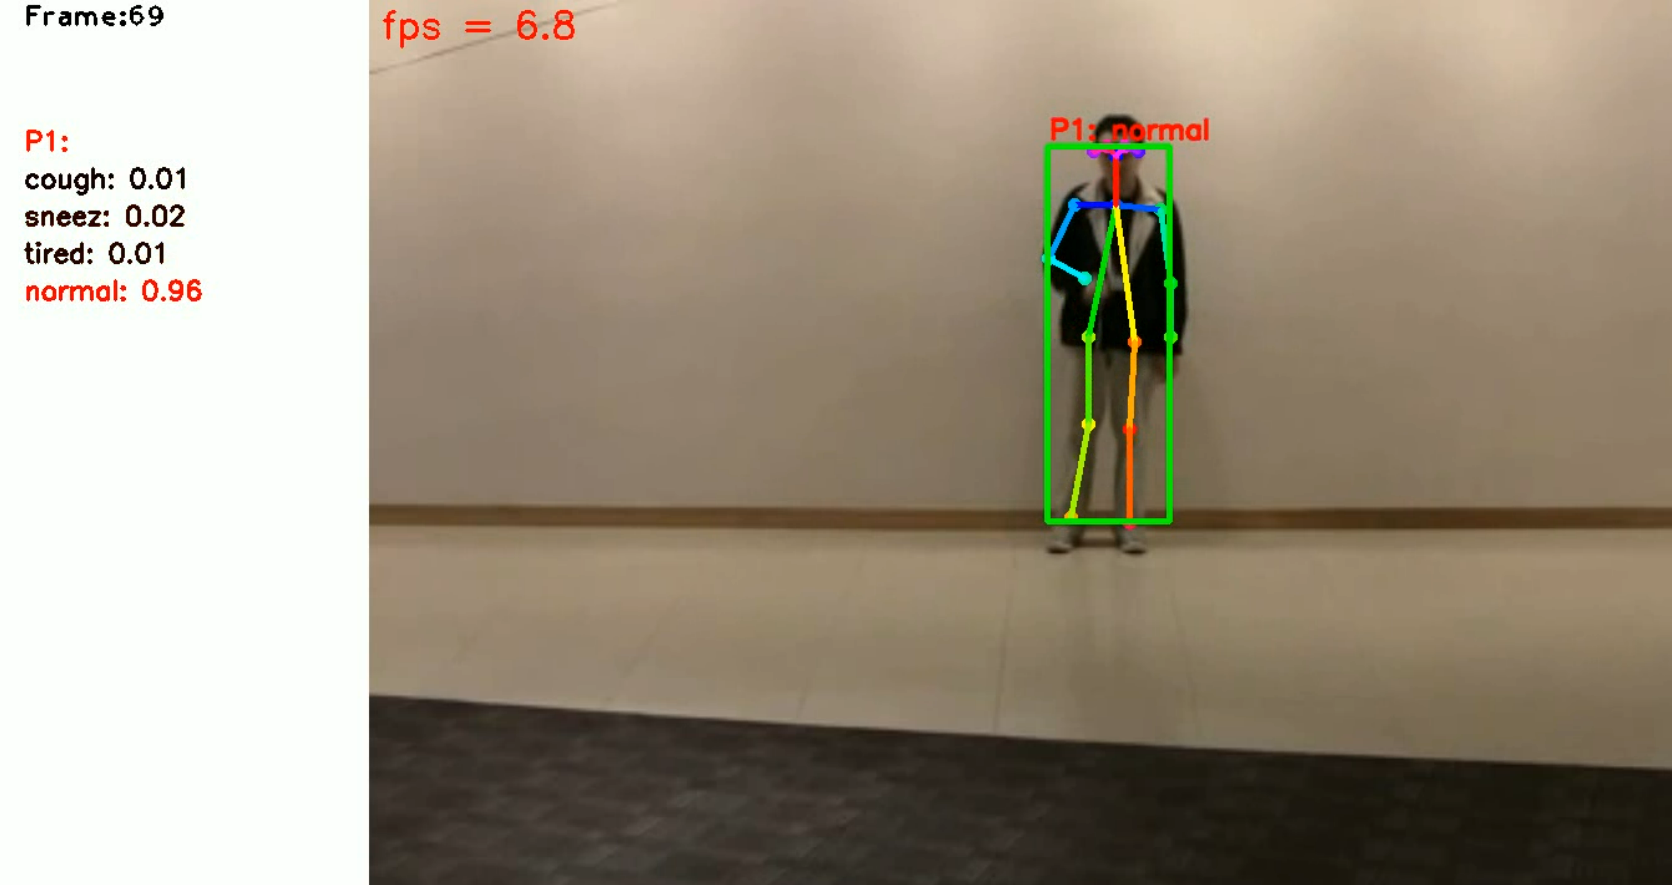 Frame:69
fps = 6.8
P1: normal
P1:
cough: 0.01
sneez: 0.02
tired: 0.01
normal: 0.96